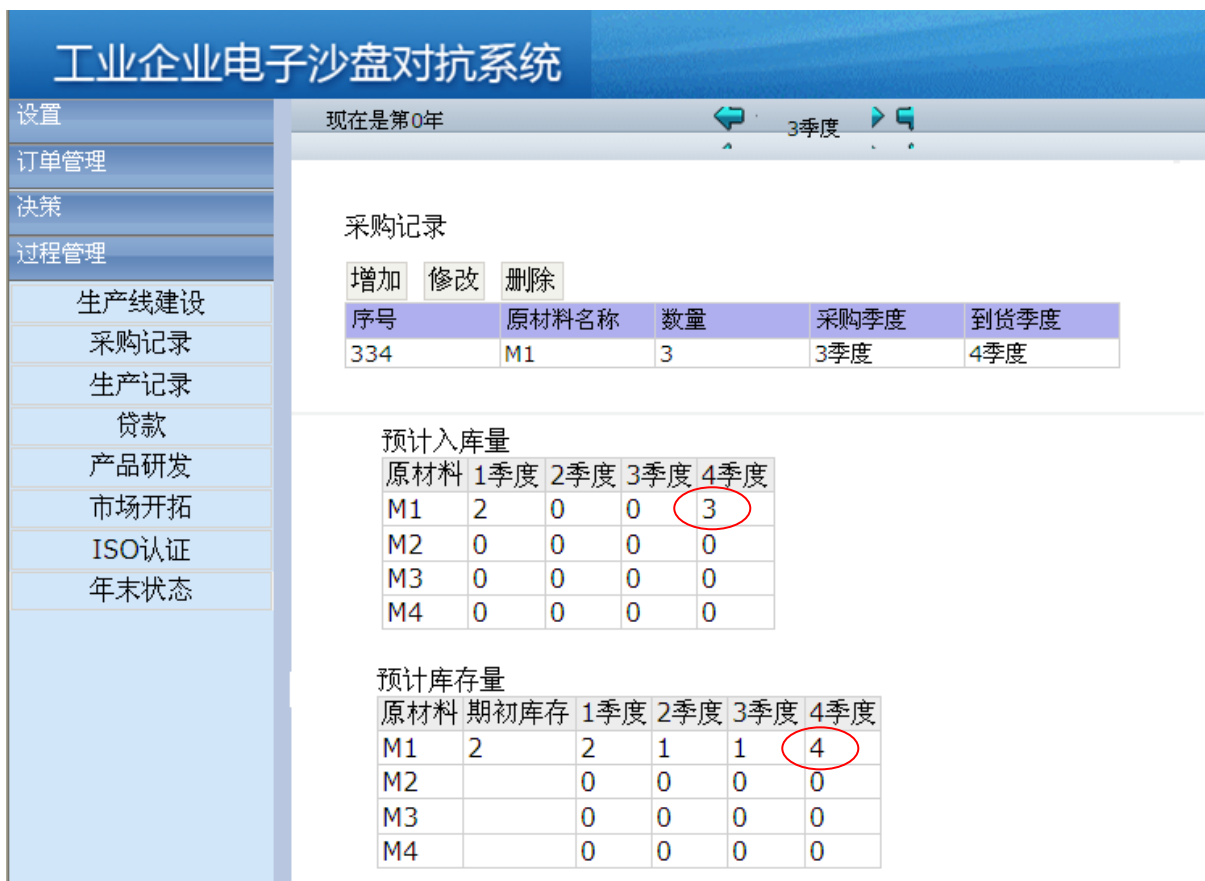 工业企业电子沙盘对抗系统
设置
现在是第0年
3季度
订单管理
决策
过程管理
生产线建设
采购记录
生产记录
贷款
产品研发
市场开拓
ISO认证
年末状态
采购记录
增加 修改 删除
序号 原材料名称 数量 采购季度 到货季度
334 M1 3 3季度 4季度
预计入库量
原材料 1季度 2季度 3季度 4季度
M1 2 0 0 3
M2 0 0 0 0
M3 0 0 0 0
M4 0 0 0 0
预计库存量
原材料 期初库存 1季度 2季度 3季度 4季度
M1 2 2 1 1 4
M2 0 0 0 0
M3 0 0 0 0
M4 0 0 0 0